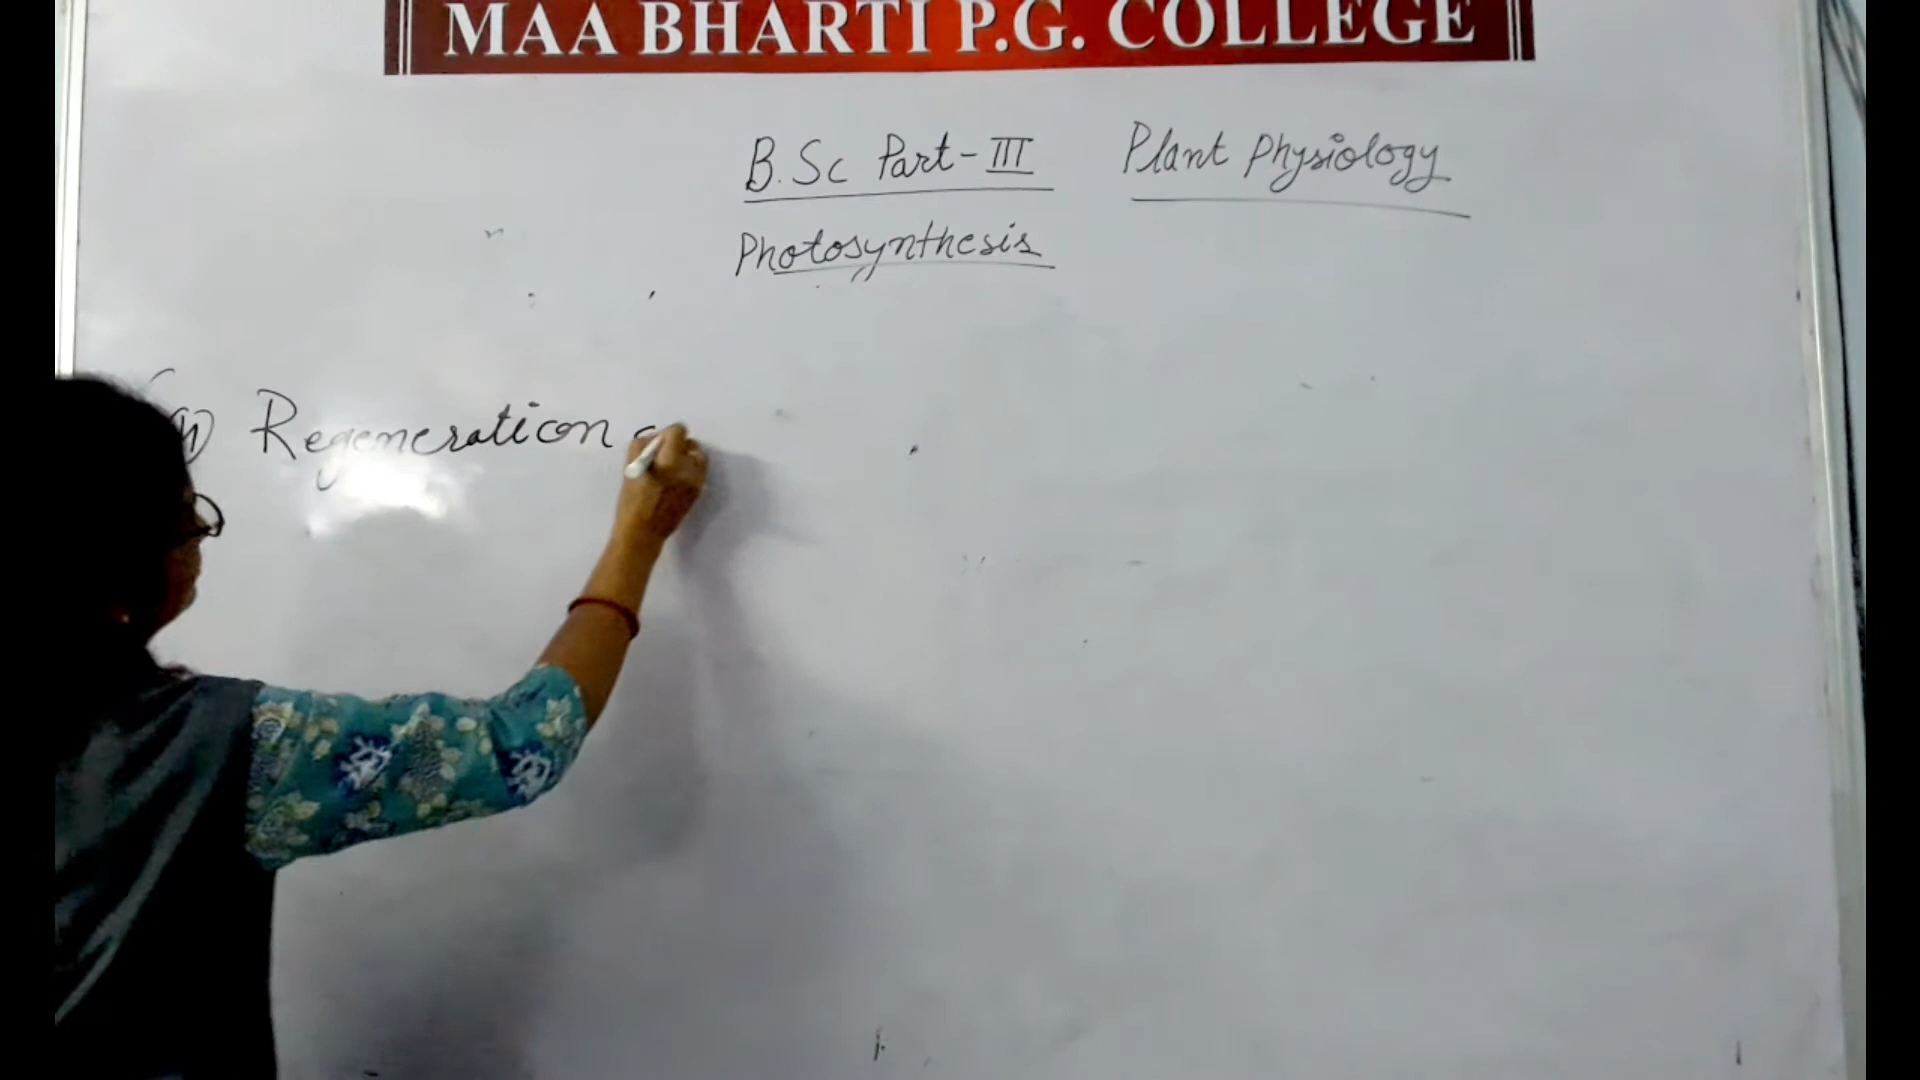 MAA BHARTI P.G. COLLEGE
B.Sc Part-III Plant Physiology
Photosynthesis
Regeneration